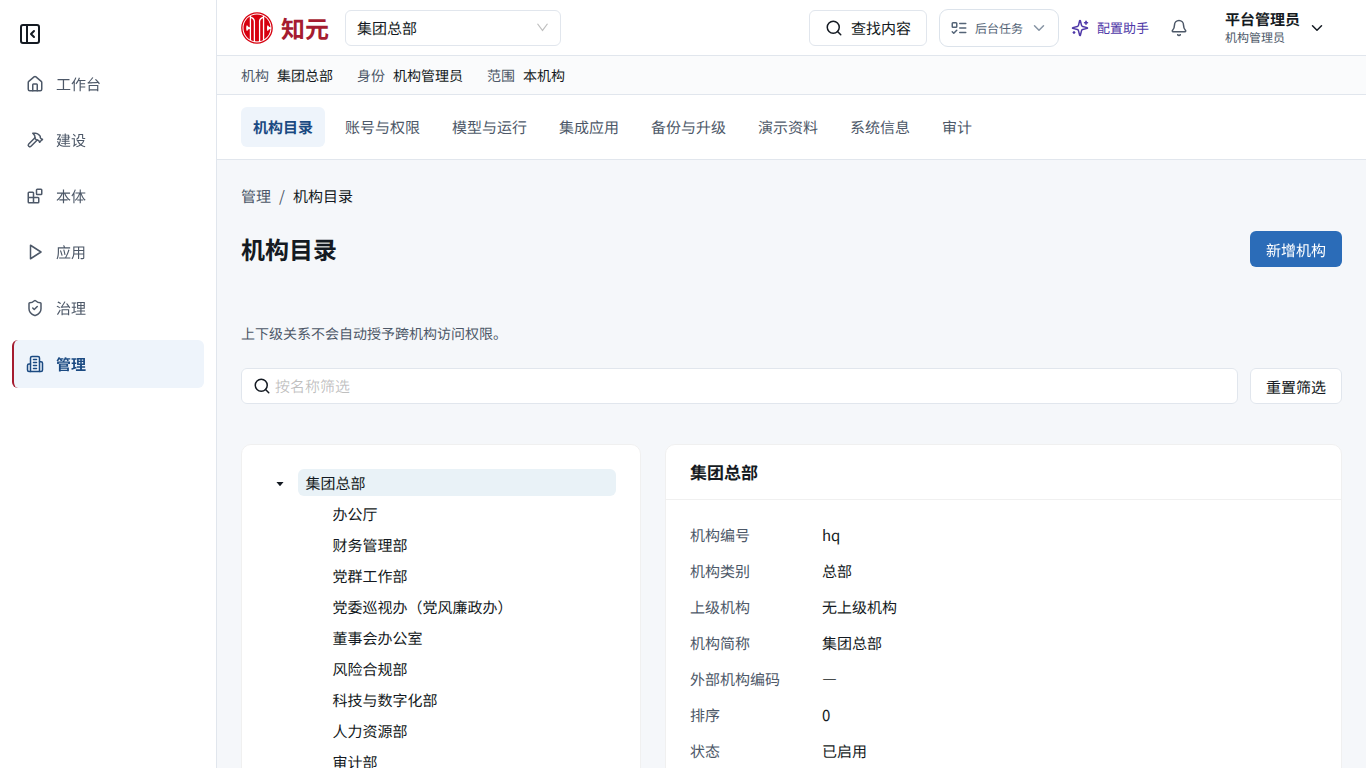 知元
集团总部
查找内容
后台任务
配置助手
平台管理员
机构管理员
工作台
建设
本体
应用
治理
管理
机构 集团总部 身份 机构管理员 范围 本机构
机构目录 账号与权限 模型与运行 集成应用 备份与升级 演示资料 系统信息 审计
管理 / 机构目录
机构目录
新增机构
上下级关系不会自动授予跨机构访问权限。
按名称筛选
重置筛选
集团总部
办公厅
财务管理部
党群工作部
党委巡视办（党风廉政办）
董事会办公室
风险合规部
科技与数字化部
人力资源部
审计部
集团总部
机构编号 hq
机构类别 总部
上级机构 无上级机构
机构简称 集团总部
外部机构编码 —
排序 0
状态 已启用